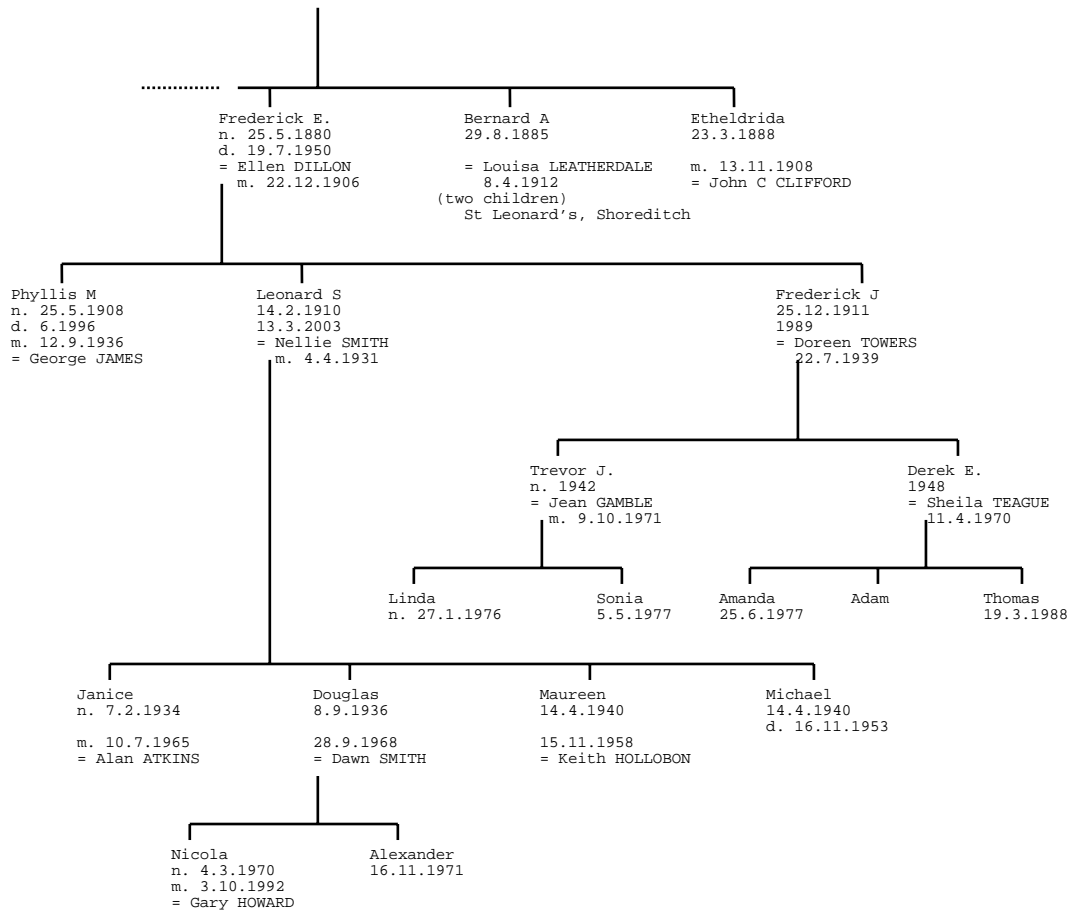 Frederick E.
n. 25.5.1880
d. 19.7.1950
= Ellen DILLON
m. 22.12.1906
Bernard A
29.8.1885
= Louisa LEATHERDALE
8.4.1912
(two children)
St Leonard's, Shoreditch
Etheldrida
23.3.1888
m. 13.11.1908
= John C CLIFFORD
Phyllis M
n. 25.5.1908
d. 6.1996
m. 12.9.1936
= George JAMES
Leonard S
14.2.1910
13.3.2003
= Nellie SMITH
m. 4.4.1931
Frederick J
25.12.1911
1989
= Doreen TOWERS
22.7.1939
Trevor J.
n. 1942
= Jean GAMBLE
m. 9.10.1971
Derek E.
1948
= Sheila TEAGUE
11.4.1970
Linda
n. 27.1.1976
Sonia
5.5.1977
Amanda
25.6.1977
Adam
Thomas
19.3.1988
Janice
n. 7.2.1934
m. 10.7.1965
= Alan ATKINS
Douglas
8.9.1936
28.9.1968
= Dawn SMITH
Maureen
14.4.1940
15.11.1958
= Keith HOLLOBON
Michael
14.4.1940
d. 16.11.1953
Nicola
n. 4.3.1970
m. 3.10.1992
= Gary HOWARD
Alexander
16.11.1971